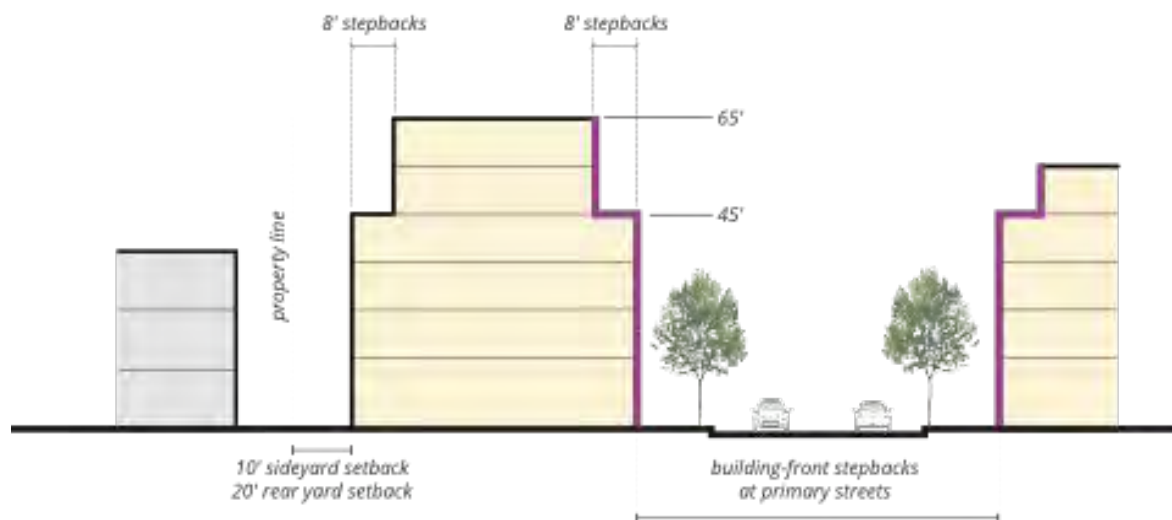 8' stepbacks
8' stepbacks
65'
45'
property line
10' sideyard setback
20' rear yard setback
building-front stepbacks
at primary streets